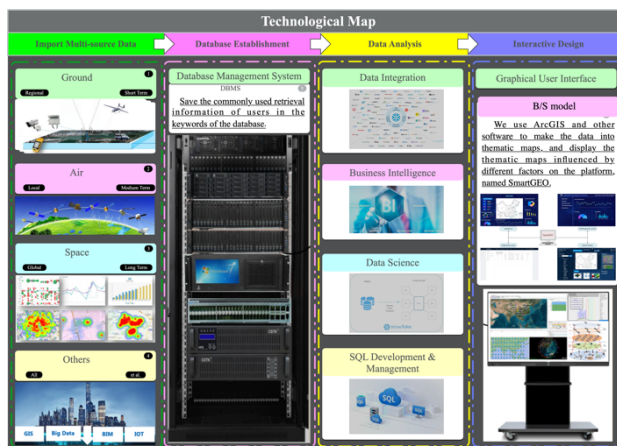 Technological Map
Import Multi-source Data
Database Establishment
Data Analysis
Interactive Design
Ground
1
Regional
Short Term
Air
2
Local
Medium Term
Space
3
Global
Long Term
Others
4
All
et al.
GIS
Big Data
BIM
IOT
Database Management System
DBMS
Save the commonly used retrieval
information of users in the
keywords of the database.
Data Integration
Business Intelligence
BI
Data Science
SQL Development &
Management
SQL
Graphical User Interface
B/S model
We use ArcGIS and other
software to make the data into
thematic maps, and display the
thematic maps influenced by
different factors on the platform,
named SmartGEO.